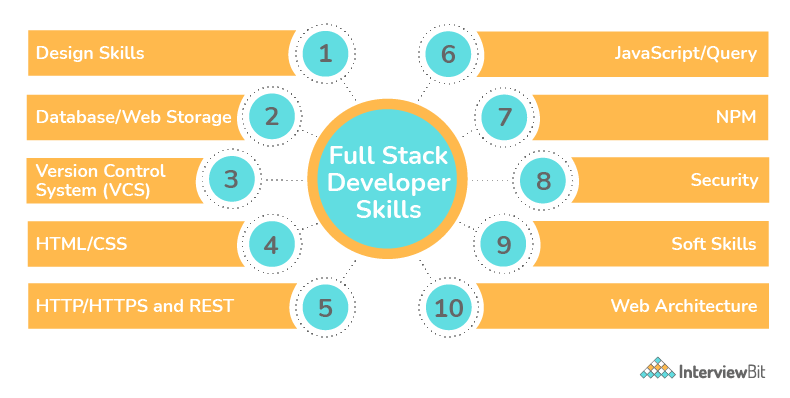 Design Skills
1
Database/Web Storage
2
Version Control
System (VCS)
3
HTML/CSS
4
HTTP/HTTPS and REST
5
Full Stack
Developer
Skills
6
JavaScript/Query
7
NPM
8
Security
9
Soft Skills
10
Web Architecture
InterviewBit